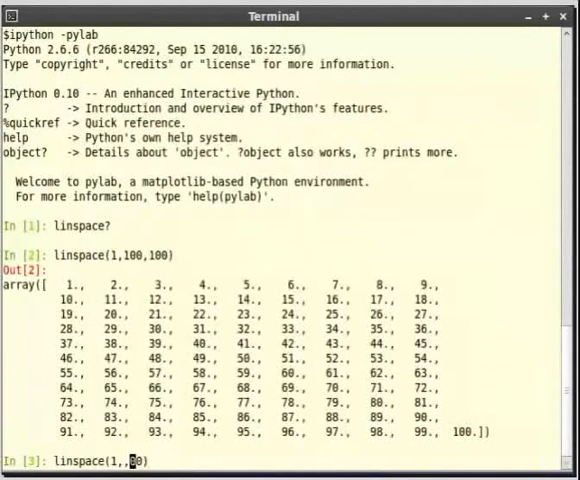 Terminal
$ipython -pylab
Python 2.6.6 (r266:84292, Sep 15 2010, 16:22:56)
Type "copyright", "credits" or "license" for more information.
IPython 0.10 -- An enhanced Interactive Python.
?         -> Introduction and overview of IPython's features.
%quickref -> Quick reference.
help      -> Python's own help system.
object?   -> Details about 'object'. ?object also works, ?? prints more.
Welcome to pylab, a matplotlib-based Python environment.
For more information, type 'help(pylab)'.
In [1]: linspace?
In [2]: linspace(1,100,100)
Out[2]:
array([   1.,    2.,    3.,    4.,    5.,    6.,    7.,    8.,    9.,
10.,   11.,   12.,   13.,   14.,   15.,   16.,   17.,   18.,
19.,   20.,   21.,   22.,   23.,   24.,   25.,   26.,   27.,
28.,   29.,   30.,   31.,   32.,   33.,   34.,   35.,   36.,
37.,   38.,   39.,   40.,   41.,   42.,   43.,   44.,   45.,
46.,   47.,   48.,   49.,   50.,   51.,   52.,   53.,   54.,
55.,   56.,   57.,   58.,   59.,   60.,   61.,   62.,   63.,
64.,   65.,   66.,   67.,   68.,   69.,   70.,   71.,   72.,
73.,   74.,   75.,   76.,   77.,   78.,   79.,   80.,   81.,
82.,   83.,   84.,   85.,   86.,   87.,   88.,   89.,   90.,
91.,   92.,   93.,   94.,   95.,   96.,   97.,   98.,   99.,  100.])
In [3]: linspace(1,,00)